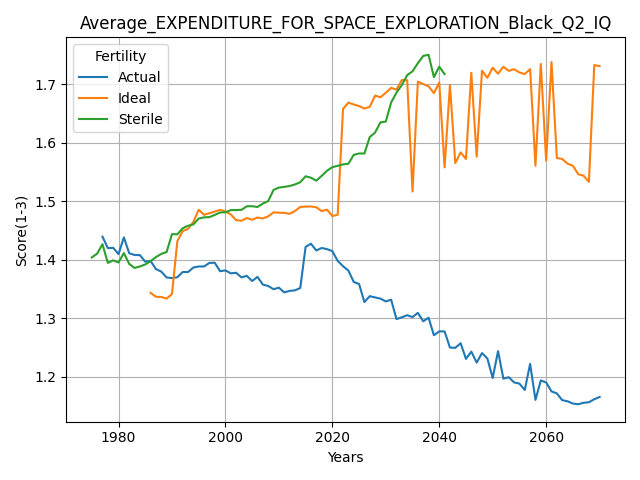 Average_EXPENDITURE_FOR_SPACE_EXPLORATION_Black_Q2_IQ
Fertility
Actual
Ideal
Sterile
Score(1-3)
1.7
1.6
1.5
1.4
1.3
1.2
1980 2000 2020 2040 2060
Years